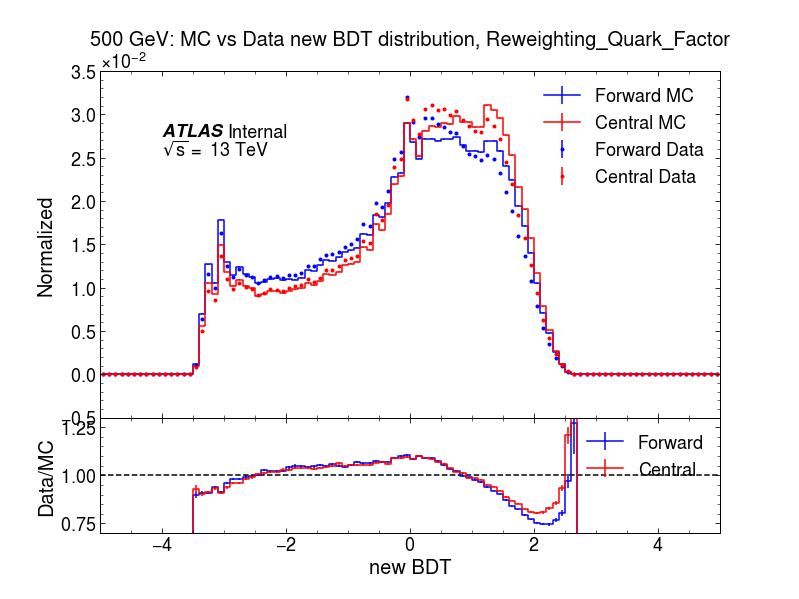 500 GeV: MC vs Data new BDT distribution, Reweighting_Quark_Factor
×10⁻²
3.5
3.0
2.5
2.0
1.5
1.0
0.5
0.0
−0.5
Normalized
ATLAS Internal
√s = 13 TeV
Forward MC
Central MC
Forward Data
Central Data
1.25
1.00
0.75
Data/MC
Forward
Central
−4 −2 0 2 4
new BDT